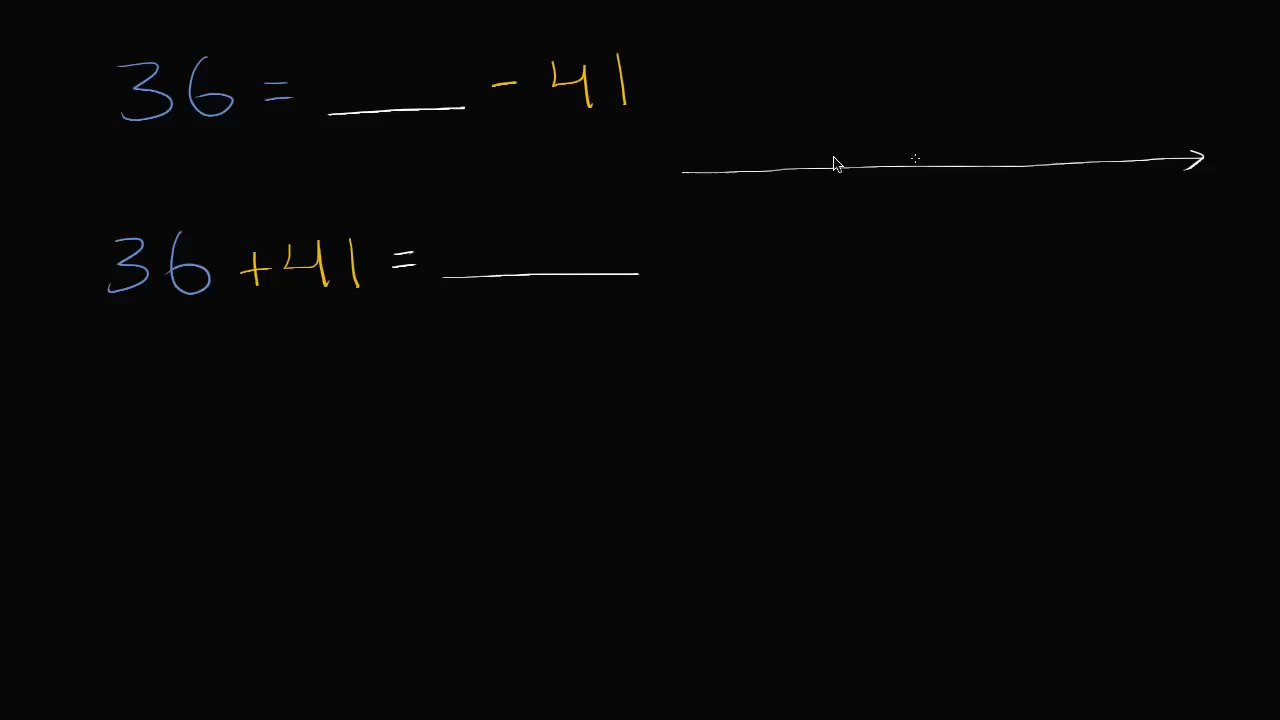 36 = ____ - 41
36 + 41 = ____